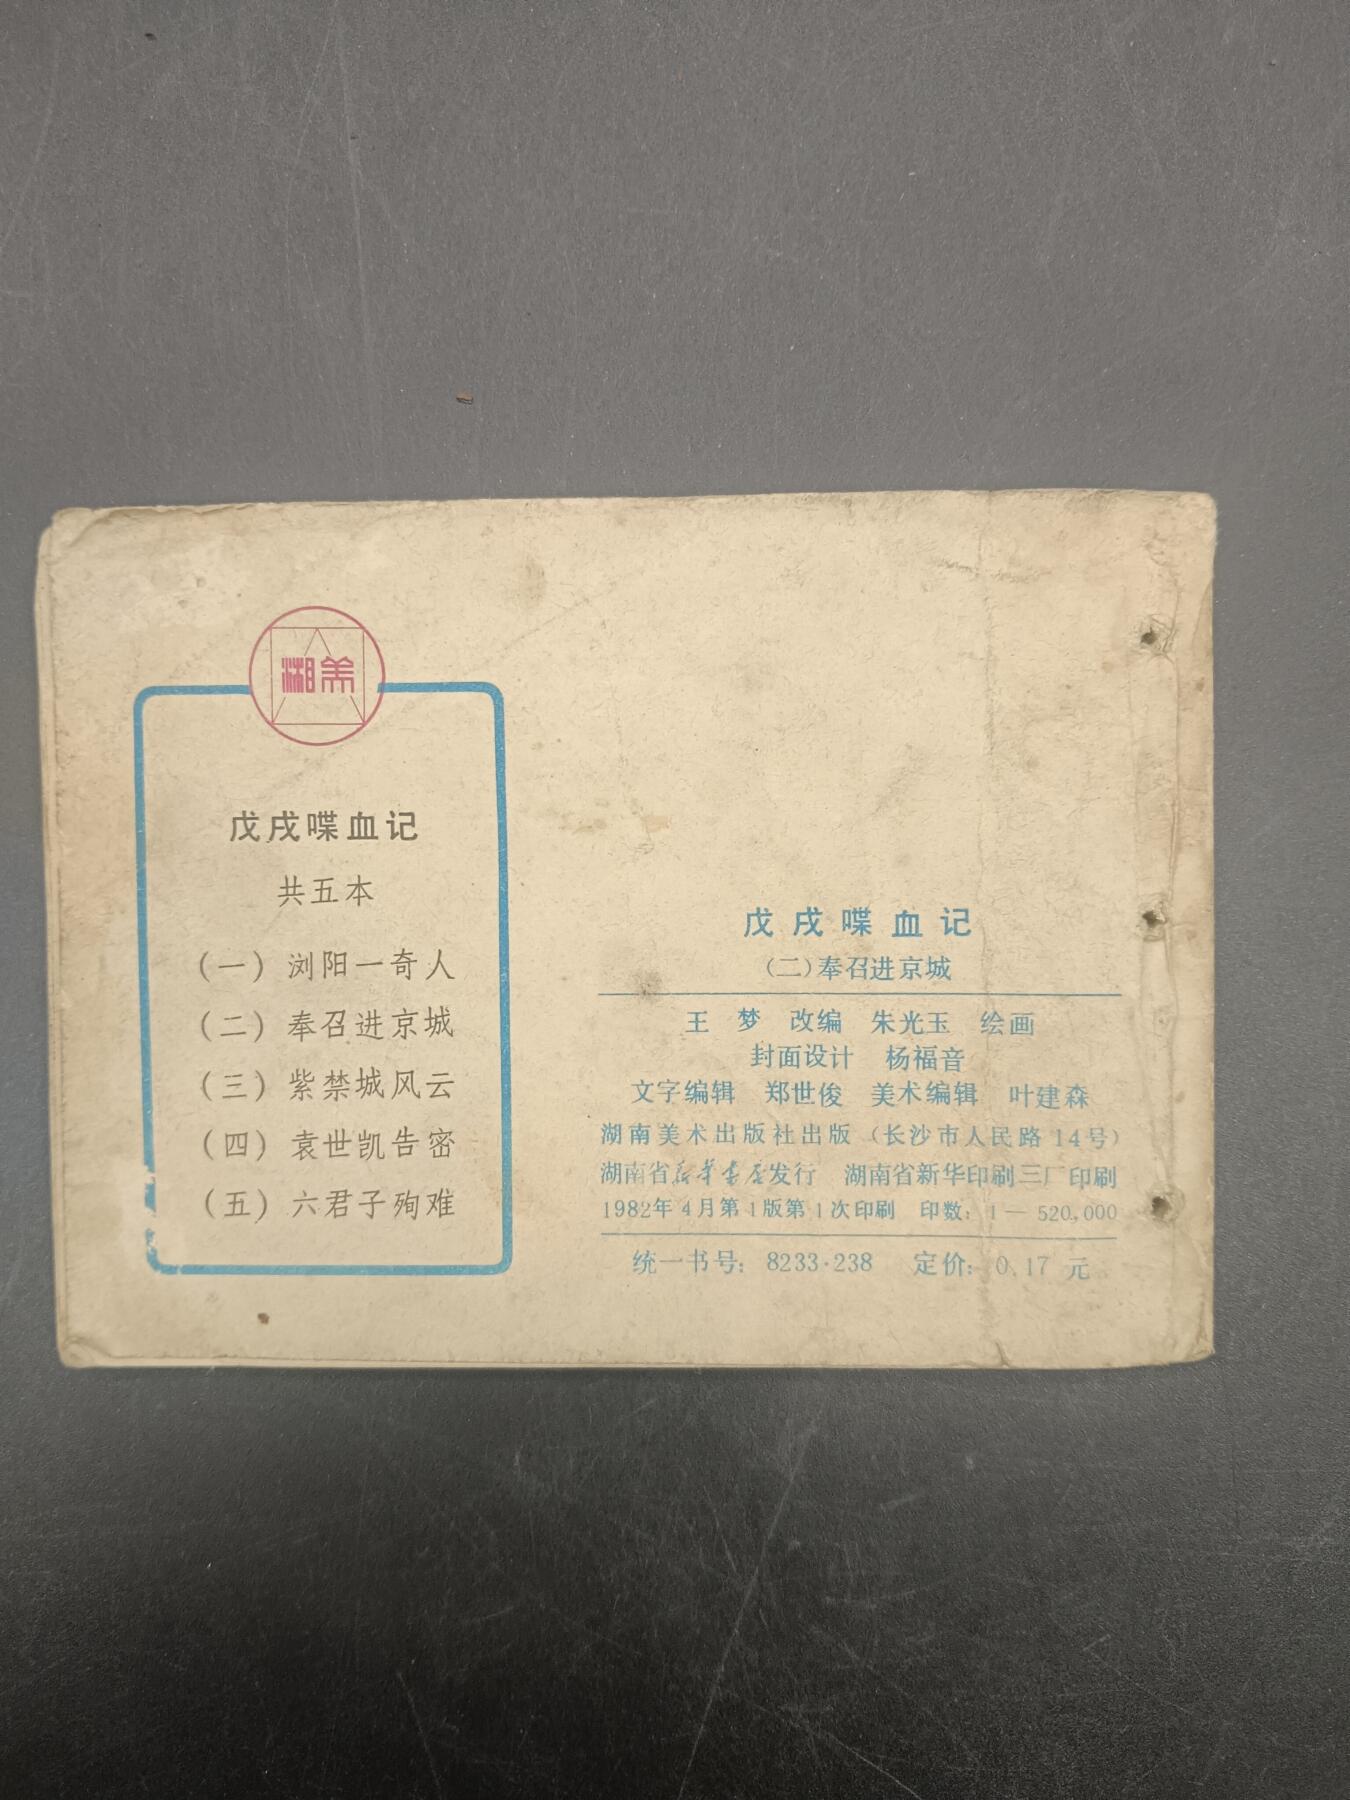 湘美
戊戌喋血记
共五本
(一) 浏阳一奇人
(二) 奉召进京城
(三) 紫禁城风云
(四) 袁世凯告密
(五) 六君子殉难
戊戌喋血记
(二)奉召进京城
王 梦 改编 朱光玉 绘画
封面设计 杨福音
文字编辑 郑世俊 美术编辑 叶建森
湖南美术出版社出版(长沙市人民路14号)
湖南省新华书店发行 湖南省新华印刷三厂印刷
1982年4月第1版第1次印刷 印数:1—520,000
统一书号:8233·238 定价:0.17 元